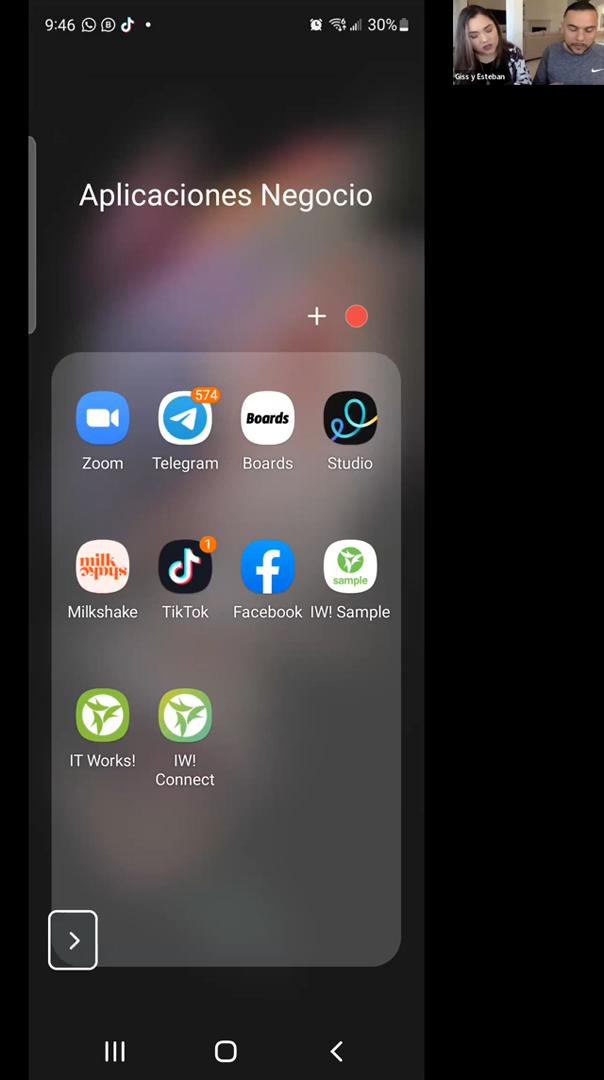 9:46
30%
Giss y Esteban
Aplicaciones Negocio
574
Boards
Zoom
Telegram
Boards
Studio
milk
shake
1
sample
Milkshake
TikTok
Facebook
IW! Sample
IT Works!
IW!
Connect